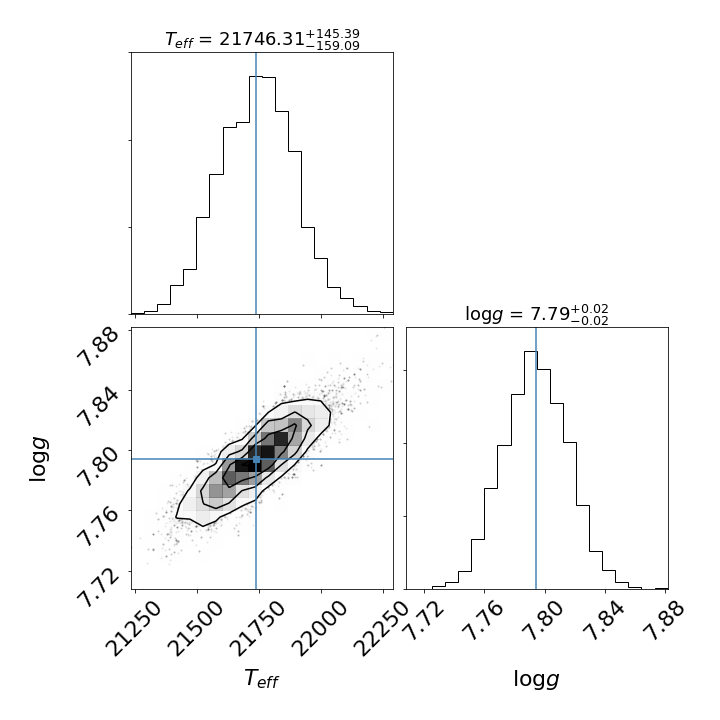 T_eff = 21746.31^{+145.39}_{-159.09}
logg = 7.79^{+0.02}_{-0.02}
7.88
7.84
7.80
7.76
7.72
logg
21250 21500 21750 22000 22250
T_eff
7.72 7.76 7.80 7.84 7.88
logg